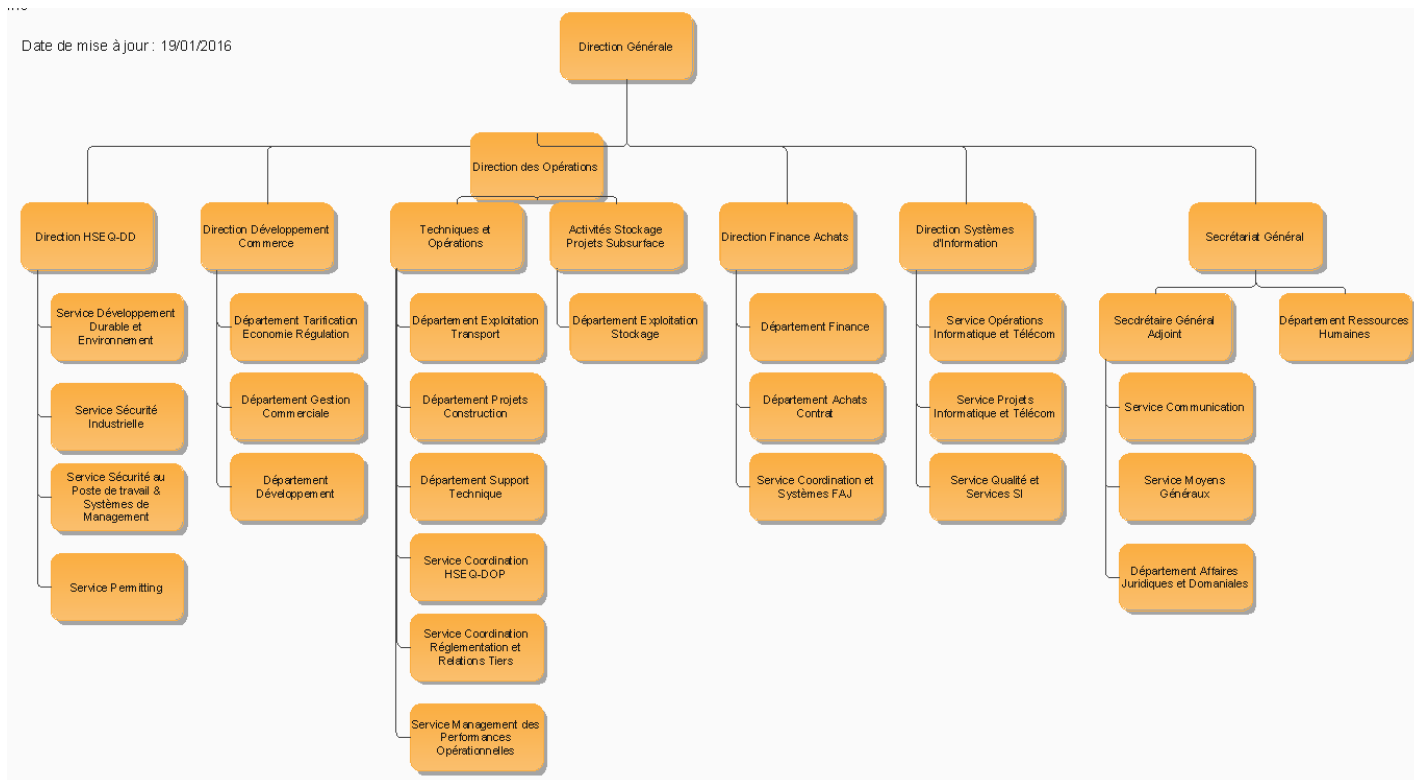 Date de mise à jour : 19/01/2016
Direction Générale
Direction des Opérations
Direction HSEQ-DD
Direction Développement
Commerce
Techniques et
Opérations
Activités Stockage
Projets Subsurface
Direction Finance Achats
Direction Systèmes
d'Information
Secrétariat Général
Service Développement
Durable et
Environnement
Service Sécurité
Industrielle
Service Sécurité au
Poste de travail &
Systèmes de
Management
Service Permitting
Département Tarification
Economie Régulation
Département Gestion
Commerciale
Département
Développement
Département Exploitation
Transport
Département Projets
Construction
Département Support
Technique
Service Coordination
HSEQ-DOP
Service Coordination
Réglementation et
Relations Tiers
Service Management des
Performances
Opérationnelles
Département Exploitation
Stockage
Département Finance
Département Achats
Contrat
Service Coordination et
Systèmes FAJ
Service Opérations
Informatique et Télécom
Service Projets
Informatique et Télécom
Service Qualité et
Services SI
Secdrétaire Général
Adjoint
Service Communication
Service Moyens
Généraux
Département Affaires
Juridiques et Domaniales
Département Ressources
Humaines